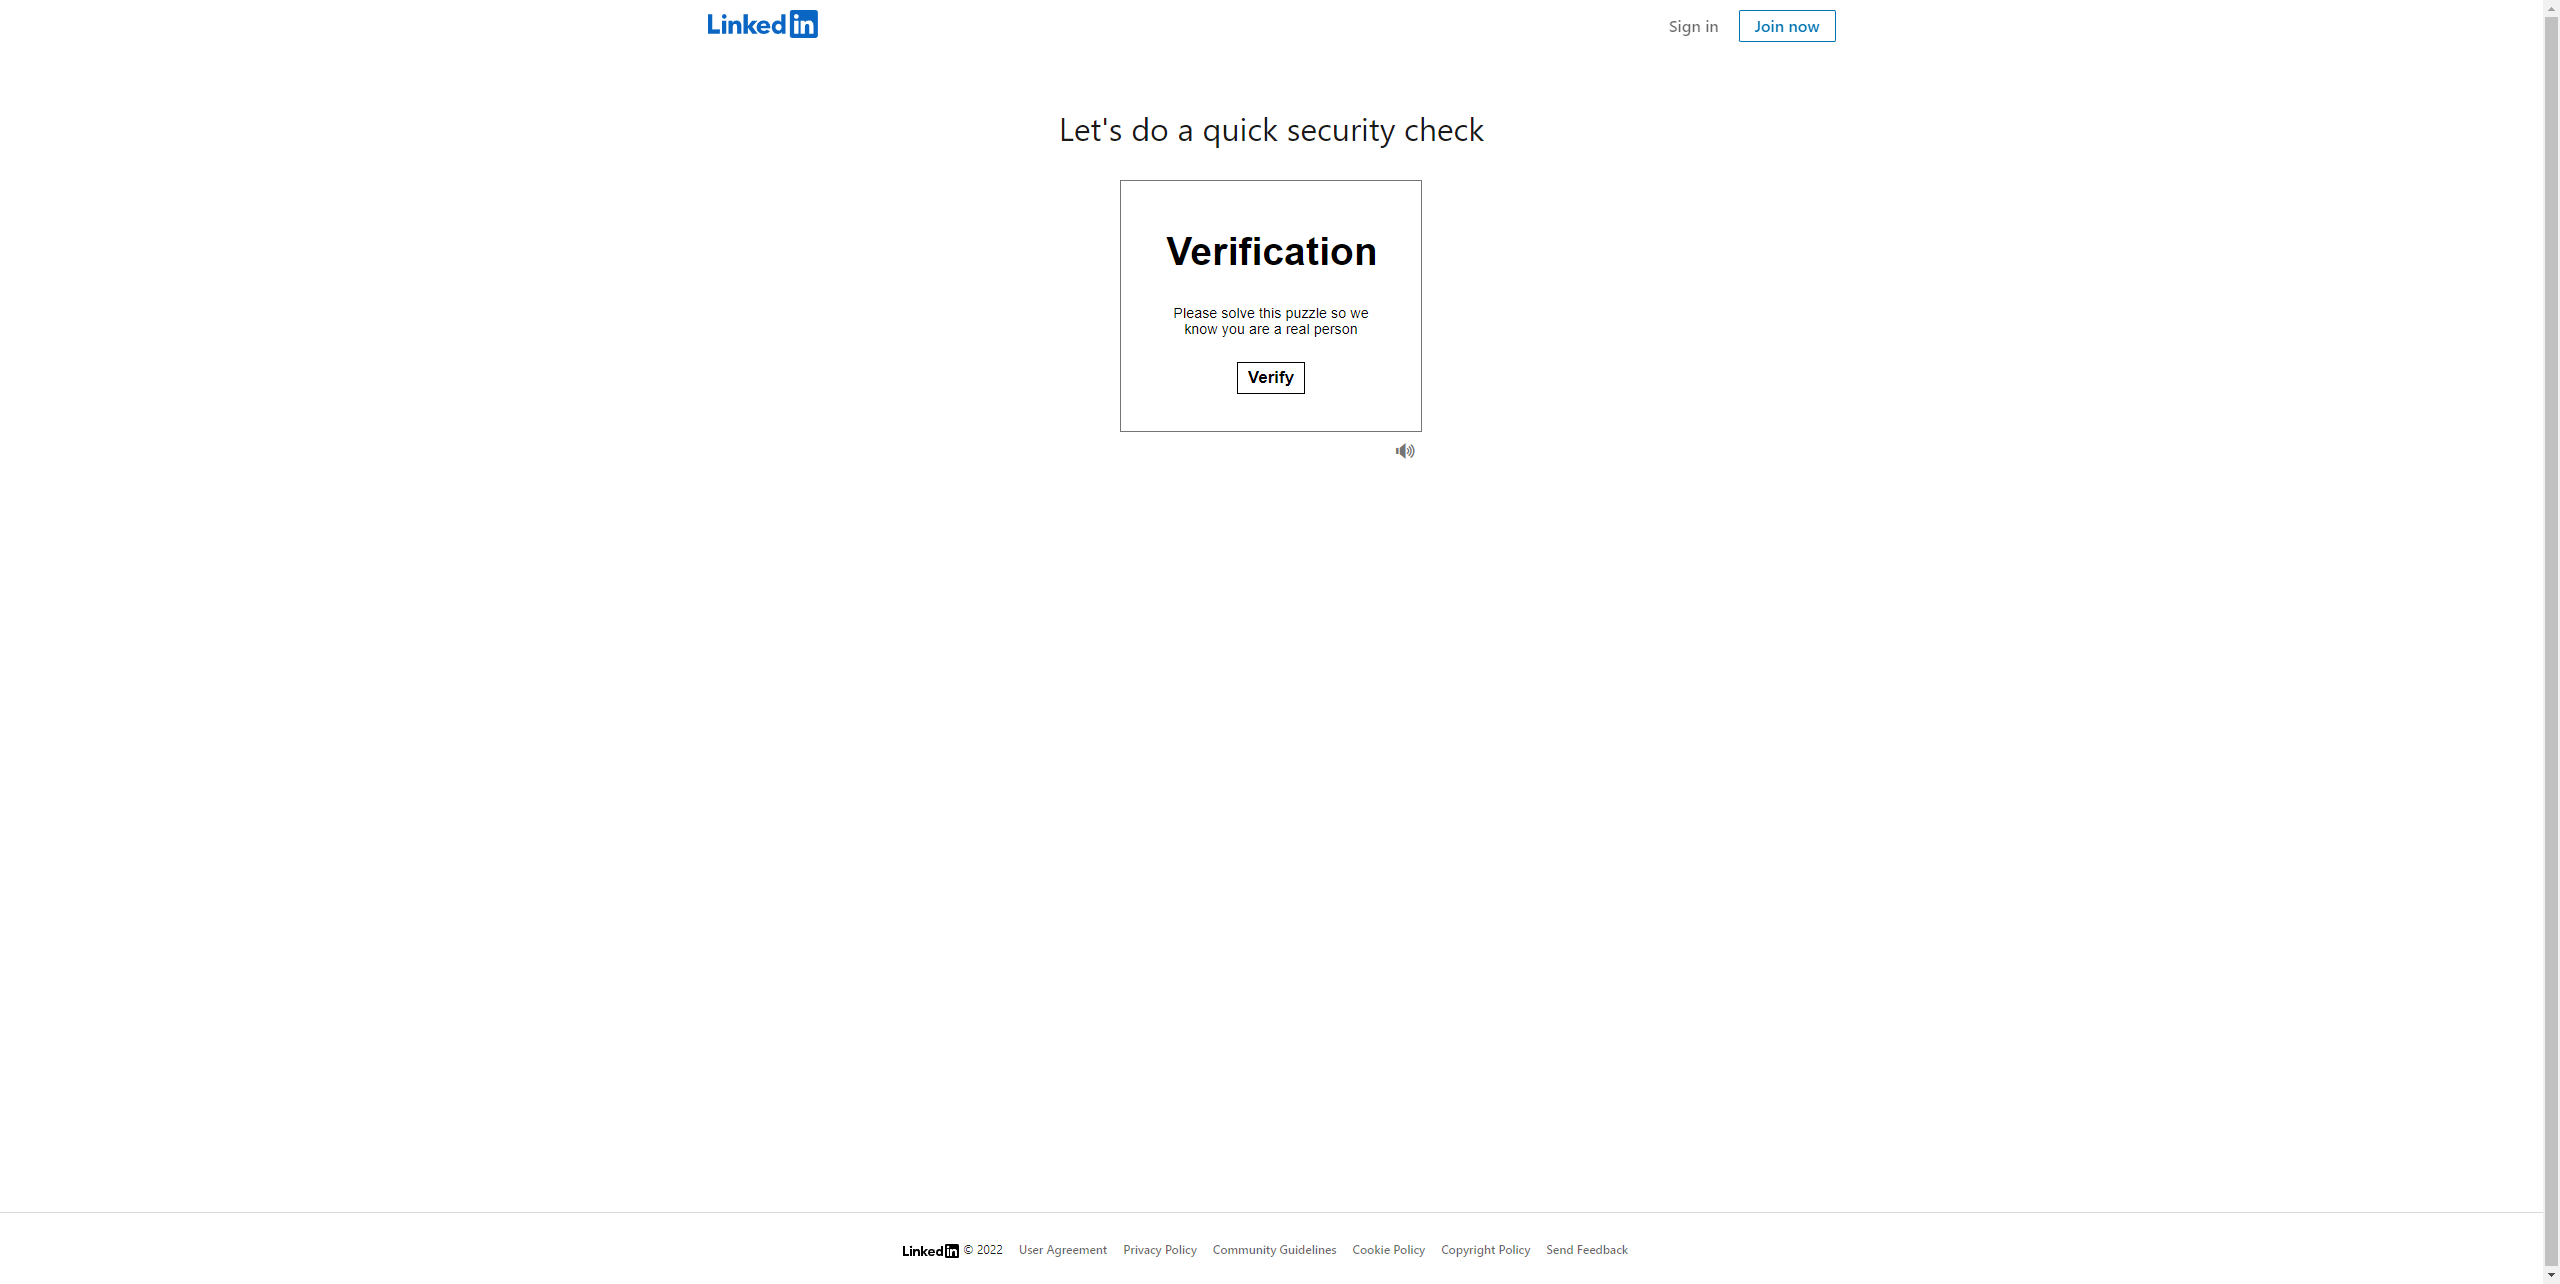 LinkedIn
Sign in
Join now
Let's do a quick security check
Verification
Please solve this puzzle so we
know you are a real person
Verify
LinkedIn © 2022 User Agreement Privacy Policy Community Guidelines Cookie Policy Copyright Policy Send Feedback